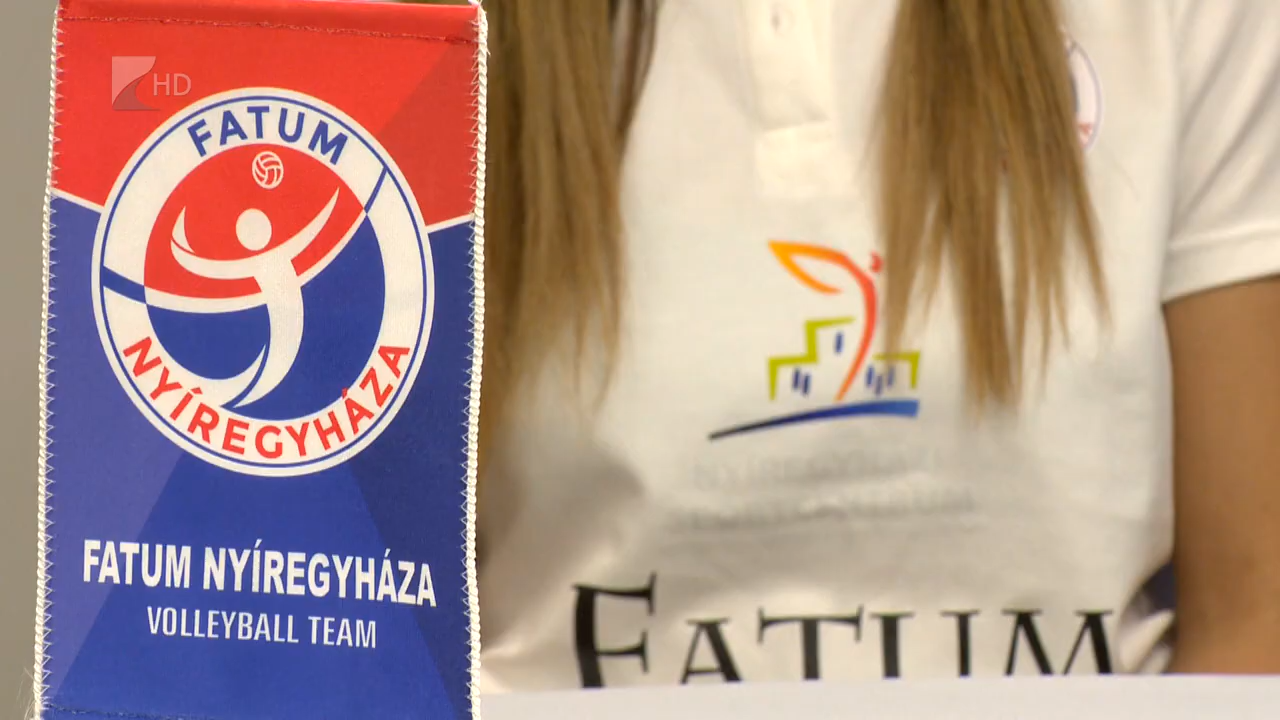 HD
FATUM
NYÍREGYHÁZA
FATUM NYÍREGYHÁZA
VOLLEYBALL TEAM
FATUM